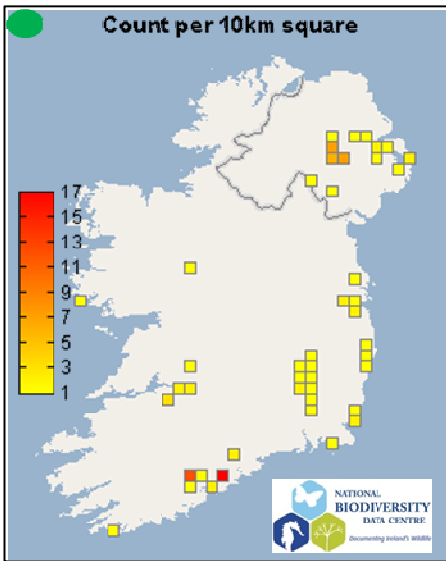 Count per 10km square
17
15
13
11
9
7
5
3
1
NATIONAL
BIODIVERSITY
DATA CENTRE
Documenting Ireland's Wildlife